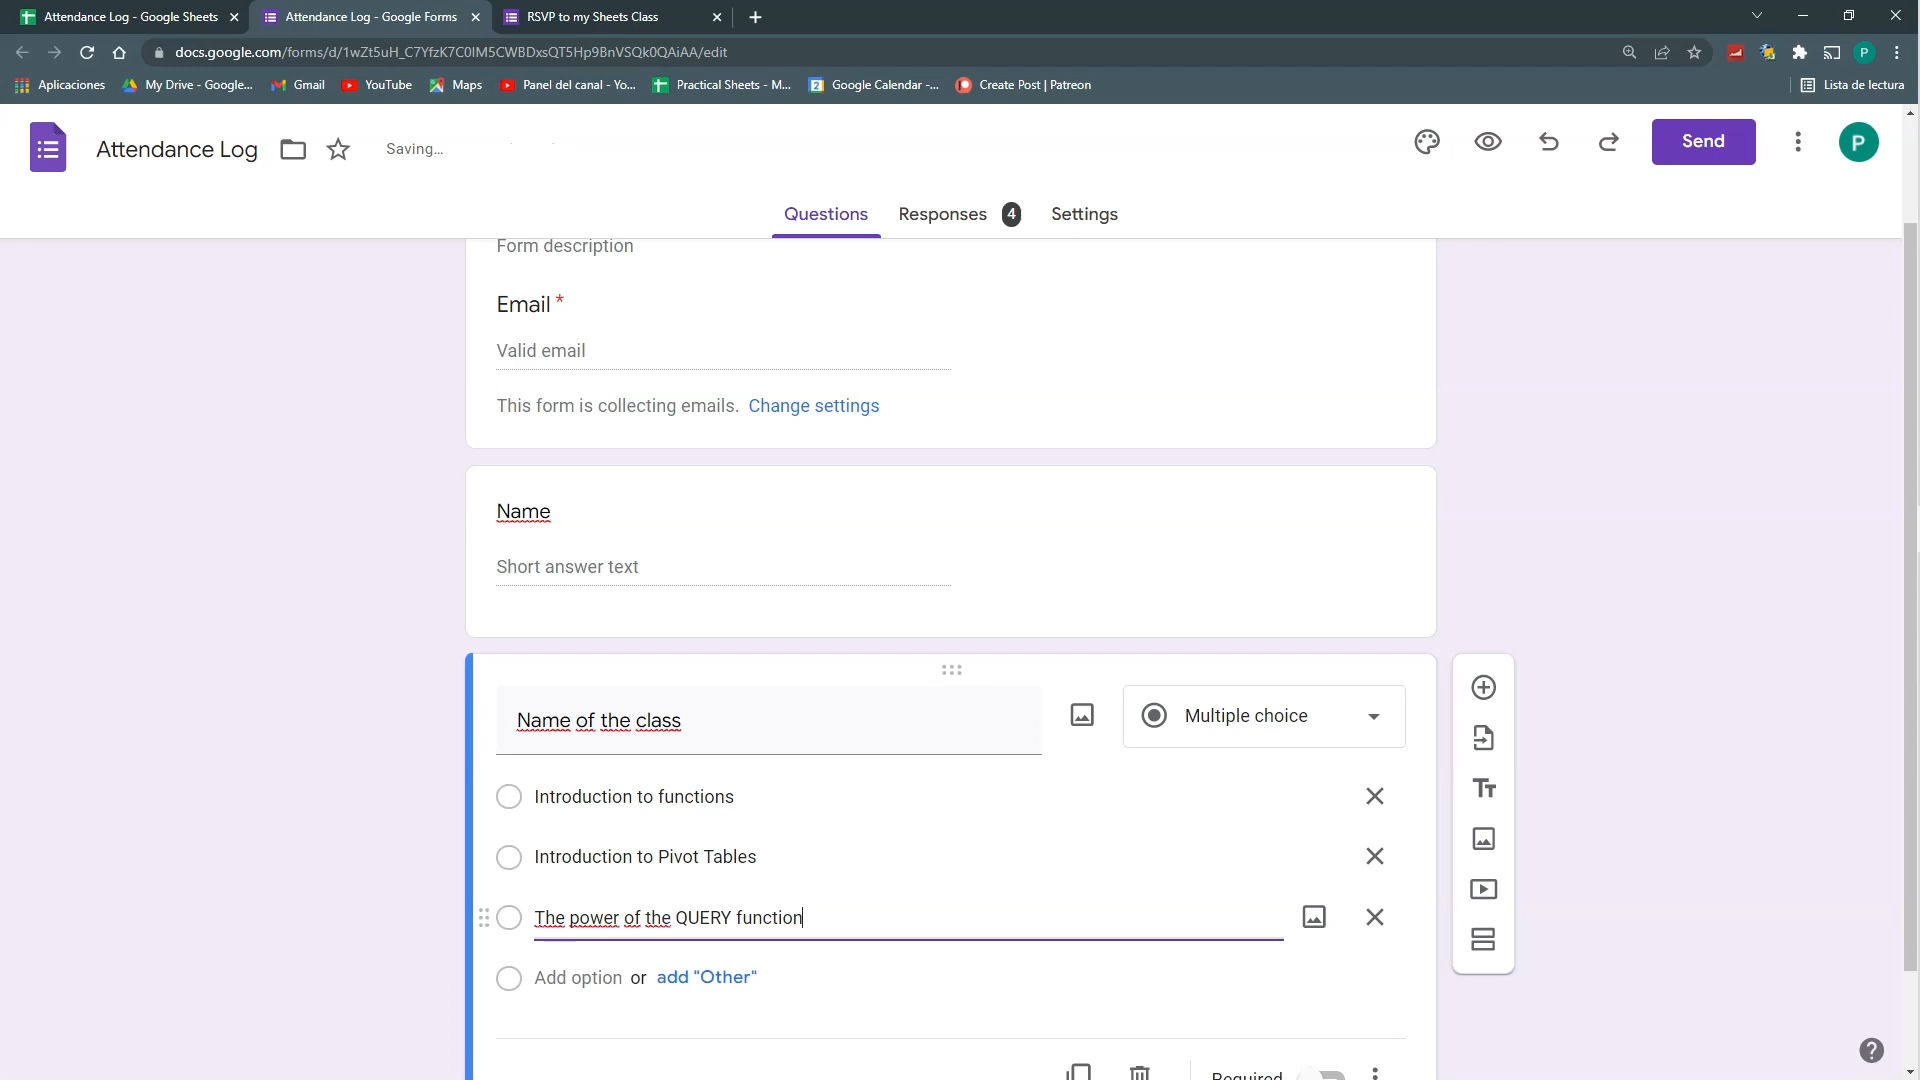 Attendance Log - Google Sheets
Attendance Log - Google Forms
RSVP to my Sheets Class
docs.google.com/forms/d/1wZt5uH_C7YfzK7C0IM5CWBDxsQT5Hp9BnVSQk0QAiAA/edit
P
Aplicaciones
My Drive - Google...
Gmail
YouTube
Maps
Panel del canal - Yo...
Practical Sheets - M...
2
Google Calendar -...
Create Post | Patreon
Lista de lectura
Attendance Log
Saving...
Send
P
Questions
Responses 4
Settings
Form description
Email *
Valid email
This form is collecting emails. Change settings
Name
Short answer text
Name of the class
Multiple choice
Introduction to functions
Introduction to Pivot Tables
The power of the QUERY function
Add option or add "Other"
Required